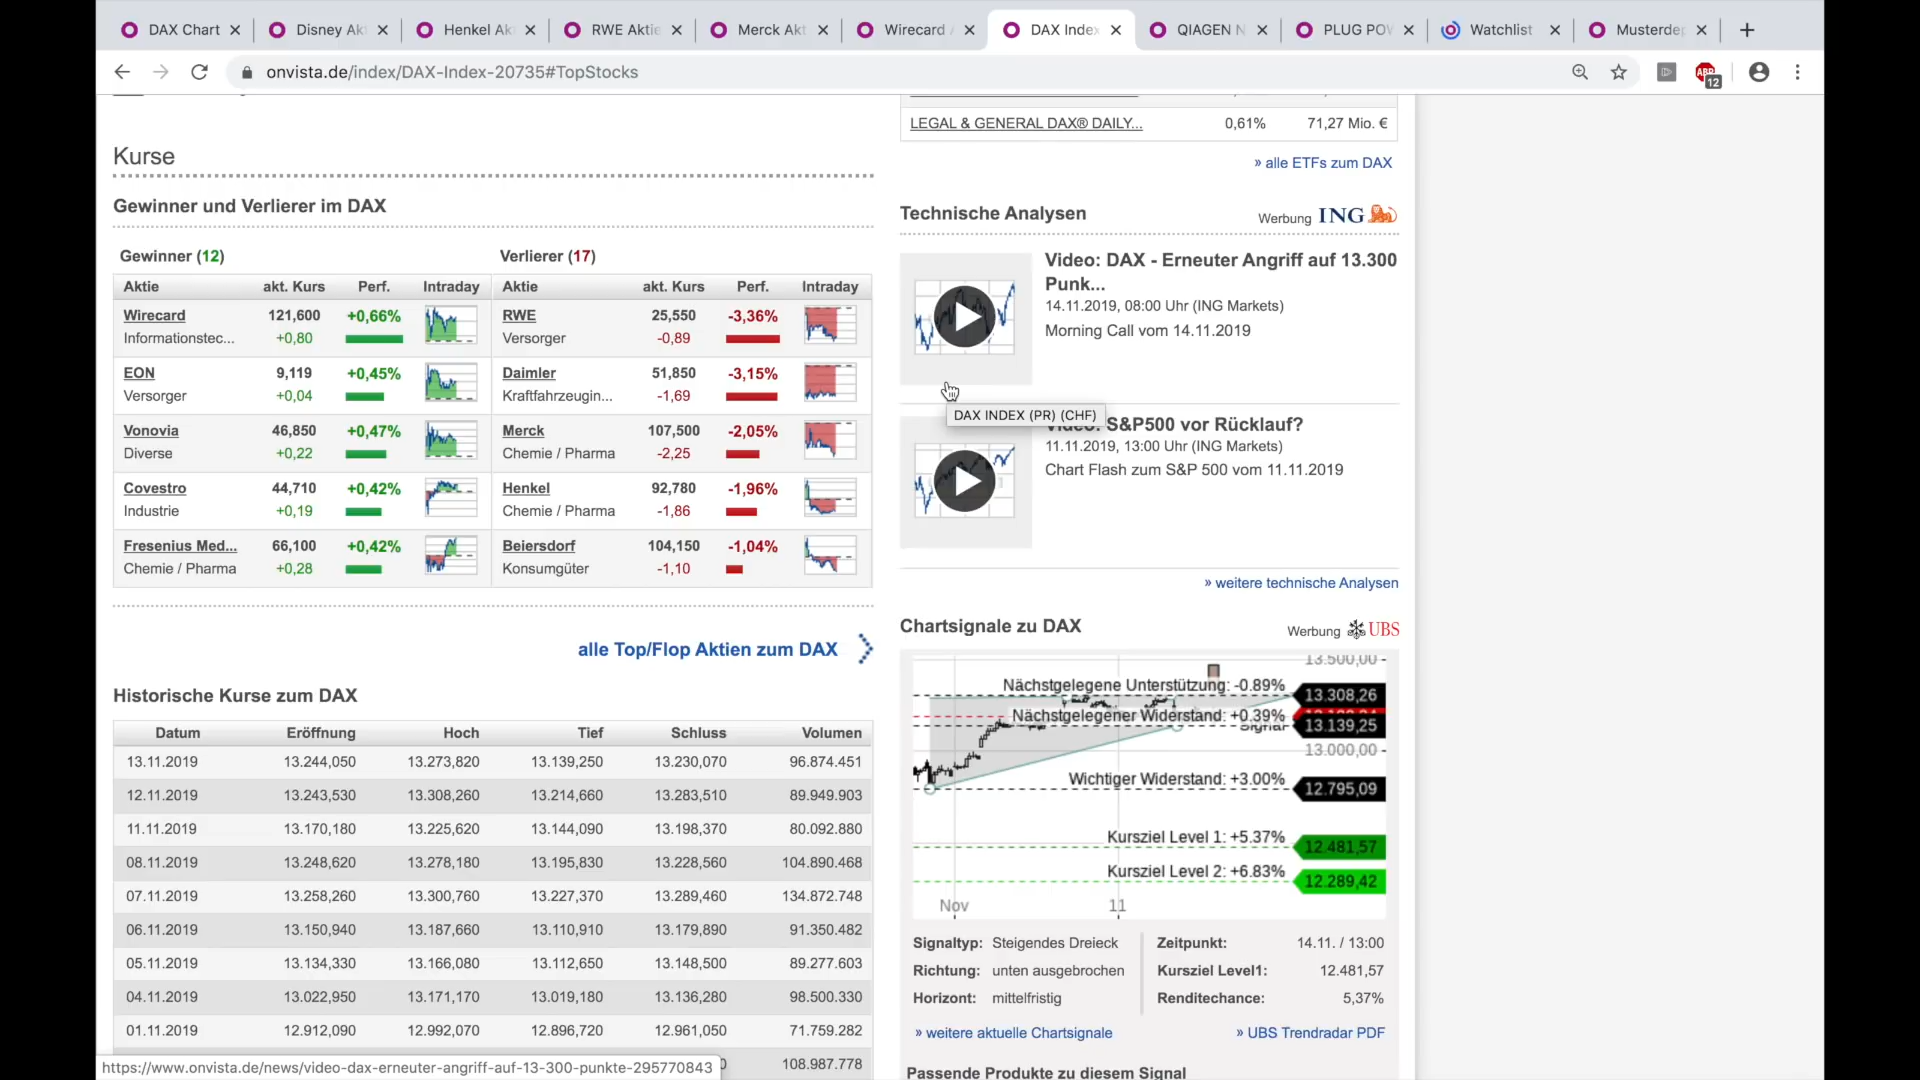 DAX Chart
Disney Ak
Henkel Ak
RWE Aktie
Merck Akt
Wirecard A
DAX Index
QIAGEN N
PLUG POW
Watchlist
Musterdep
onvista.de/index/DAX-Index-20735#TopStocks
ABP
12
Kurse
Gewinner und Verlierer im DAX
Gewinner (12)
Verlierer (17)
Aktie akt. Kurs Perf. Intraday Aktie akt. Kurs Perf. Intraday
Wirecard 121,600 +0,66% RWE 25,550 -3,36%
Informationstec... +0,80 Versorger -0,89
EON 9,119 +0,45% Daimler 51,850 -3,15%
Versorger +0,04 Kraftfahrzeugin... -1,69
Vonovia 46,850 +0,47% Merck 107,500 -2,05%
Diverse +0,22 Chemie / Pharma -2,25
Covestro 44,710 +0,42% Henkel 92,780 -1,96%
Industrie +0,19 Chemie / Pharma -1,86
Fresenius Med... 66,100 +0,42% Beiersdorf 104,150 -1,04%
Chemie / Pharma +0,28 Konsumgüter -1,10
alle Top/Flop Aktien zum DAX
Historische Kurse zum DAX
Datum Eröffnung Hoch Tief Schluss Volumen
13.11.2019 13.244,050 13.273,820 13.139,250 13.230,070 96.874.451
12.11.2019 13.243,530 13.308,260 13.214,660 13.283,510 89.949.903
11.11.2019 13.170,180 13.225,620 13.144,090 13.198,370 80.092.880
08.11.2019 13.248,620 13.278,180 13.195,830 13.228,560 104.890.468
07.11.2019 13.258,260 13.300,760 13.227,370 13.289,460 134.872.748
06.11.2019 13.150,940 13.187,660 13.110,910 13.179,890 91.350.482
05.11.2019 13.134,330 13.166,080 13.112,650 13.148,500 89.277.603
04.11.2019 13.022,950 13.171,170 13.019,180 13.136,280 98.500.330
01.11.2019 12.912,090 12.992,070 12.896,720 12.961,050 71.759.282
108.987.778
https://www.onvista.de/news/video-dax-erneuter-angriff-auf-13-300-punkte-295770843
LEGAL & GENERAL DAX® DAILY... 0,61% 71,27 Mio. €
» alle ETFs zum DAX
Technische Analysen
Werbung ING
Video: DAX - Erneuter Angriff auf 13.300
Punk...
14.11.2019, 08:00 Uhr (ING Markets)
Morning Call vom 14.11.2019
DAX INDEX (PR) (CHF)
Video: S&P500 vor Rücklauf?
11.11.2019, 13:00 Uhr (ING Markets)
Chart Flash zum S&P 500 vom 11.11.2019
» weitere technische Analysen
Chartsignale zu DAX
Werbung UBS
13.500,00
Nächstgelegene Unterstützung: -0.89% 13.308,26
Nächstgelegener Widerstand: +0.39%
Signal 13.139,25
13.000,00
Wichtiger Widerstand: +3.00% 12.795,09
Kursziel Level 1: +5.37% 12.481,57
Kursziel Level 2: +6.83% 12.289,42
Nov 11
Signaltyp: Steigendes Dreieck Zeitpunkt: 14.11. / 13:00
Richtung: unten ausgebrochen Kursziel Level1: 12.481,57
Horizont: mittelfristig Renditechance: 5,37%
» weitere aktuelle Chartsignale » UBS Trendradar PDF
Passende Produkte zu diesem Signal